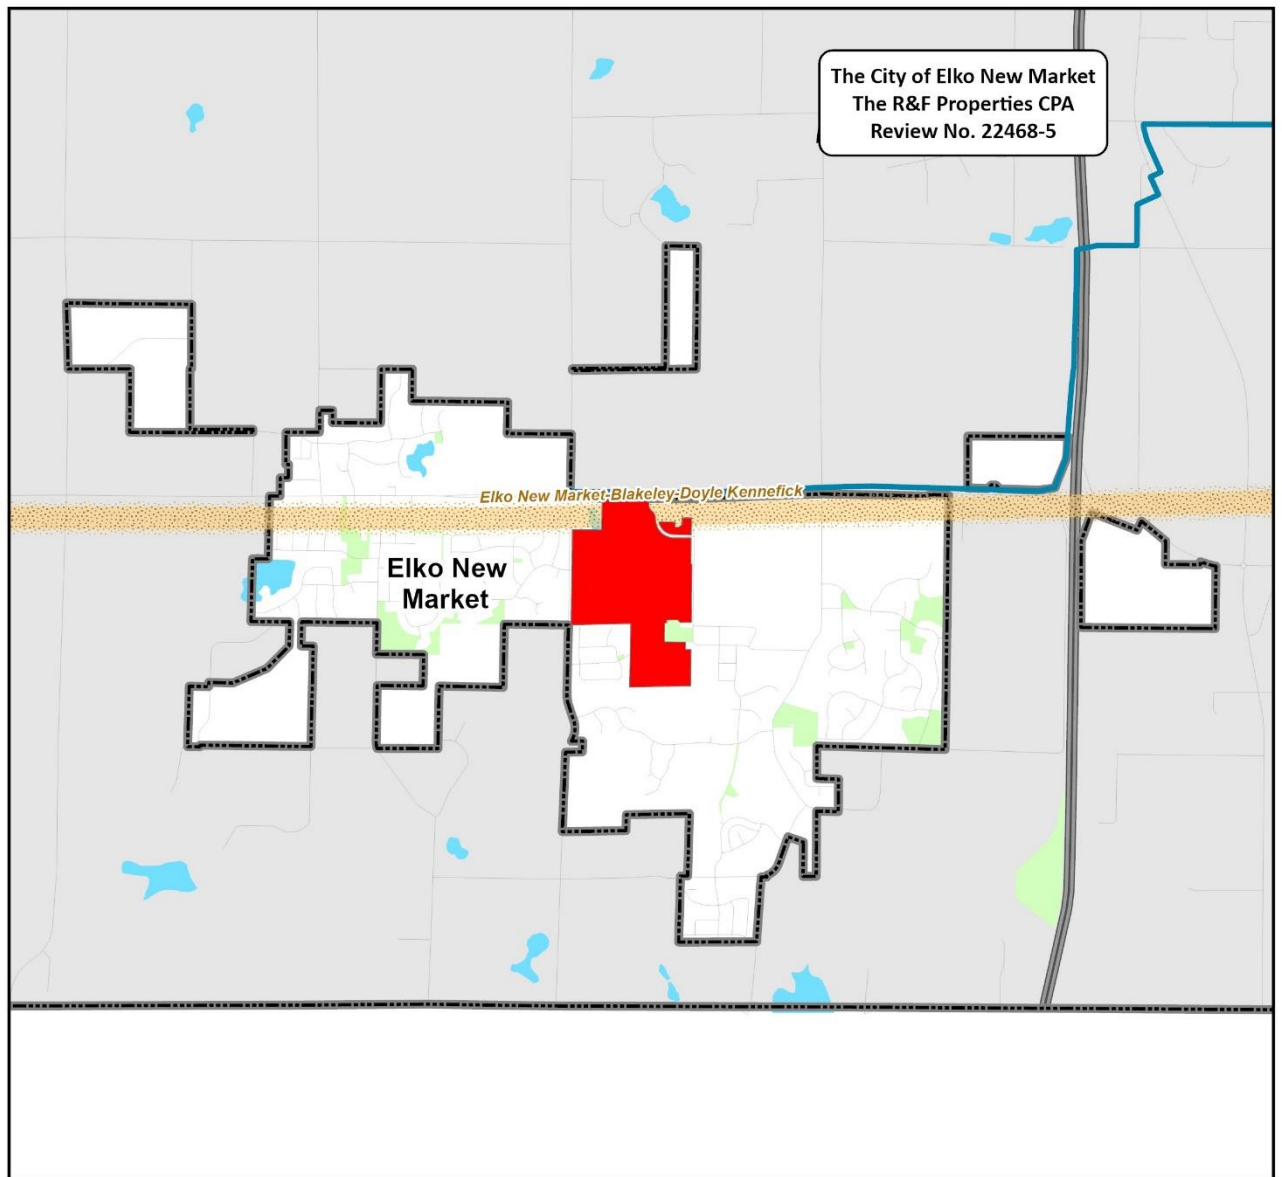 The City of Elko New Market
The R&F Properties CPA
Review No. 22468-5
Elko New Market-Blakeley-Doyle Kennefick
Elko New
Market